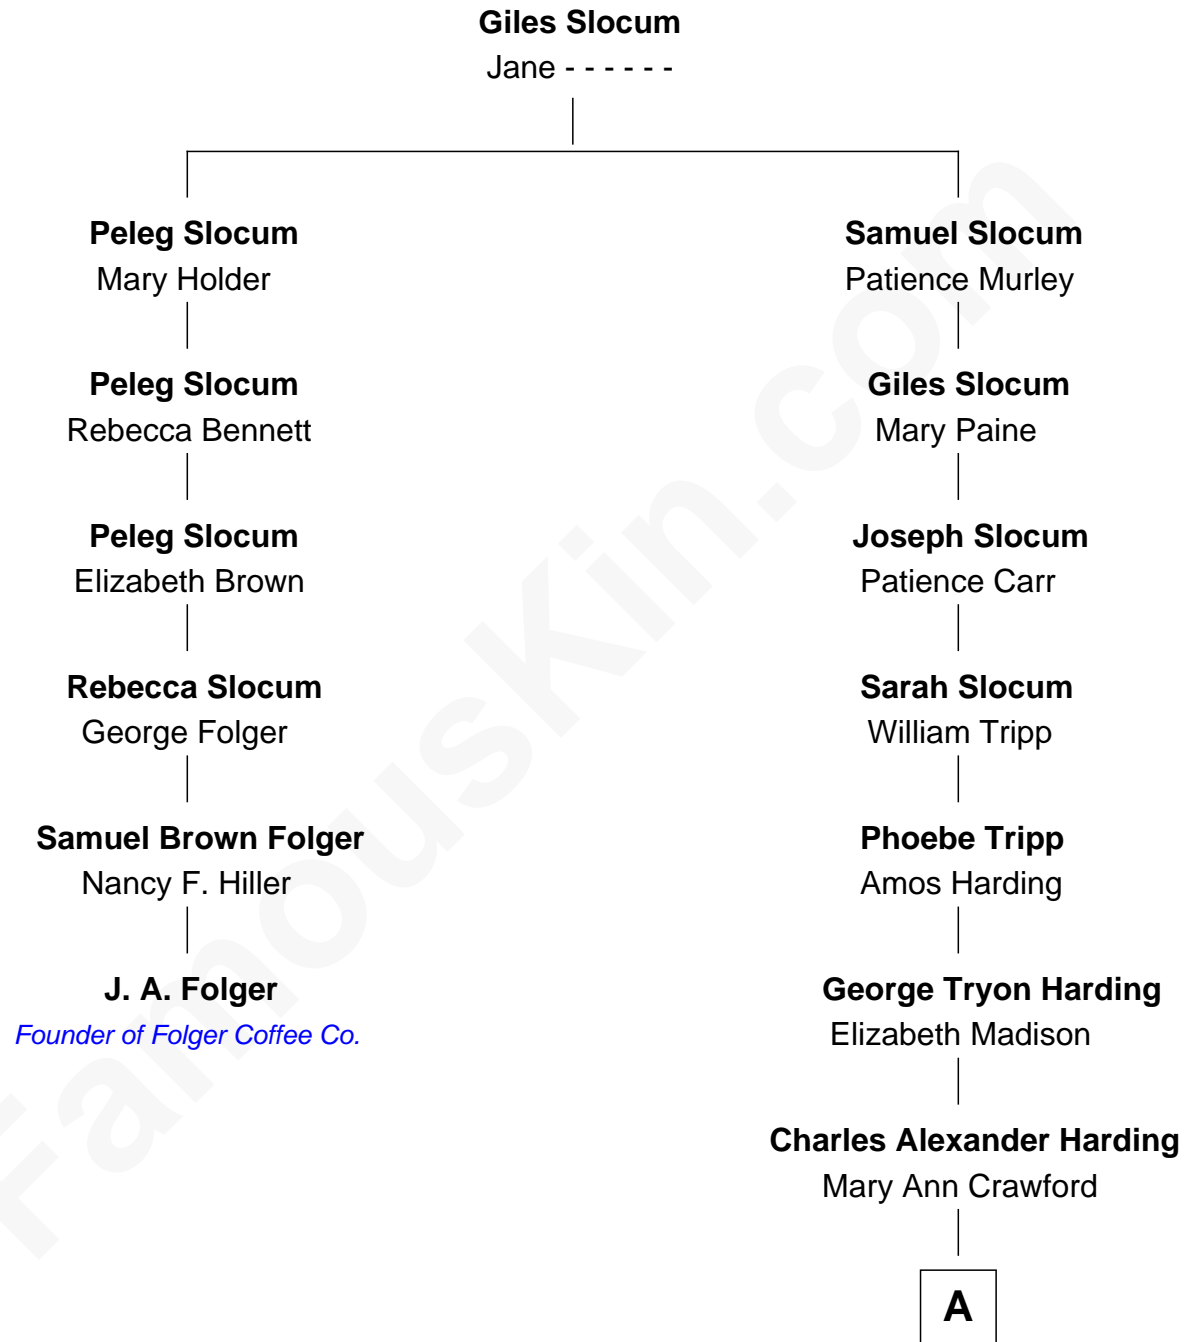 Giles Slocum
Jane - - - - - -
Peleg Slocum
Mary Holder
Samuel Slocum
Patience Murley
Peleg Slocum
Rebecca Bennett
Giles Slocum
Mary Paine
Peleg Slocum
Elizabeth Brown
Joseph Slocum
Patience Carr
Rebecca Slocum
George Folger
Sarah Slocum
William Tripp
Samuel Brown Folger
Nancy F. Hiller
Phoebe Tripp
Amos Harding
J. A. Folger
Founder of Folger Coffee Co.
George Tryon Harding
Elizabeth Madison
Charles Alexander Harding
Mary Ann Crawford
A
FamousKin.com